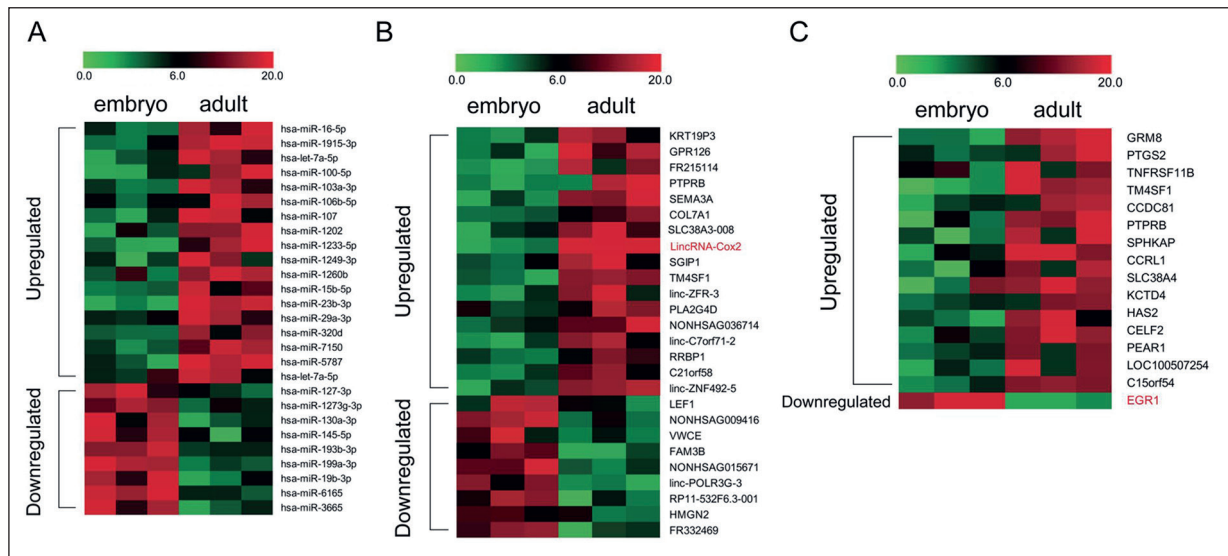 A
0.0 6.0 20.0
embryo adult
Upregulated
hsa-miR-16-5p
hsa-miR-1915-3p
hsa-let-7a-5p
hsa-miR-100-5p
hsa-miR-103a-3p
hsa-miR-106b-5p
hsa-miR-107
hsa-miR-1202
hsa-miR-1233-5p
hsa-miR-1249-3p
hsa-miR-1260b
hsa-miR-15b-5p
hsa-miR-23b-3p
hsa-miR-29a-3p
hsa-miR-320d
hsa-miR-7150
hsa-miR-5787
hsa-let-7a-5p
Downregulated
hsa-miR-127-3p
hsa-miR-1273g-3p
hsa-miR-130a-3p
hsa-miR-145-5p
hsa-miR-193b-3p
hsa-miR-199a-3p
hsa-miR-19b-3p
hsa-miR-6165
hsa-miR-3665
B
0.0 6.0 20.0
embryo adult
Upregulated
KRT19P3
GPR126
FR215114
PTPRB
SEMA3A
COL7A1
SLC38A3-008
LincRNA-Cox2
SGIP1
TM4SF1
linc-ZFR-3
PLA2G4D
NONHSAG036714
linc-C7orf71-2
RRBP1
C21orf58
linc-ZNF492-5
Downregulated
LEF1
NONHSAG009416
VWCE
FAM3B
NONHSAG015671
linc-POLR3G-3
RP11-532F6.3-001
HMGN2
FR332469
C
0.0 6.0 20.0
embryo adult
Upregulated
GRM8
PTGS2
TNFRSF11B
TM4SF1
CCDC81
PTPRB
SPHKAP
CCRL1
SLC38A4
KCTD4
HAS2
CELF2
PEAR1
LOC100507254
C15orf54
Downregulated
EGR1